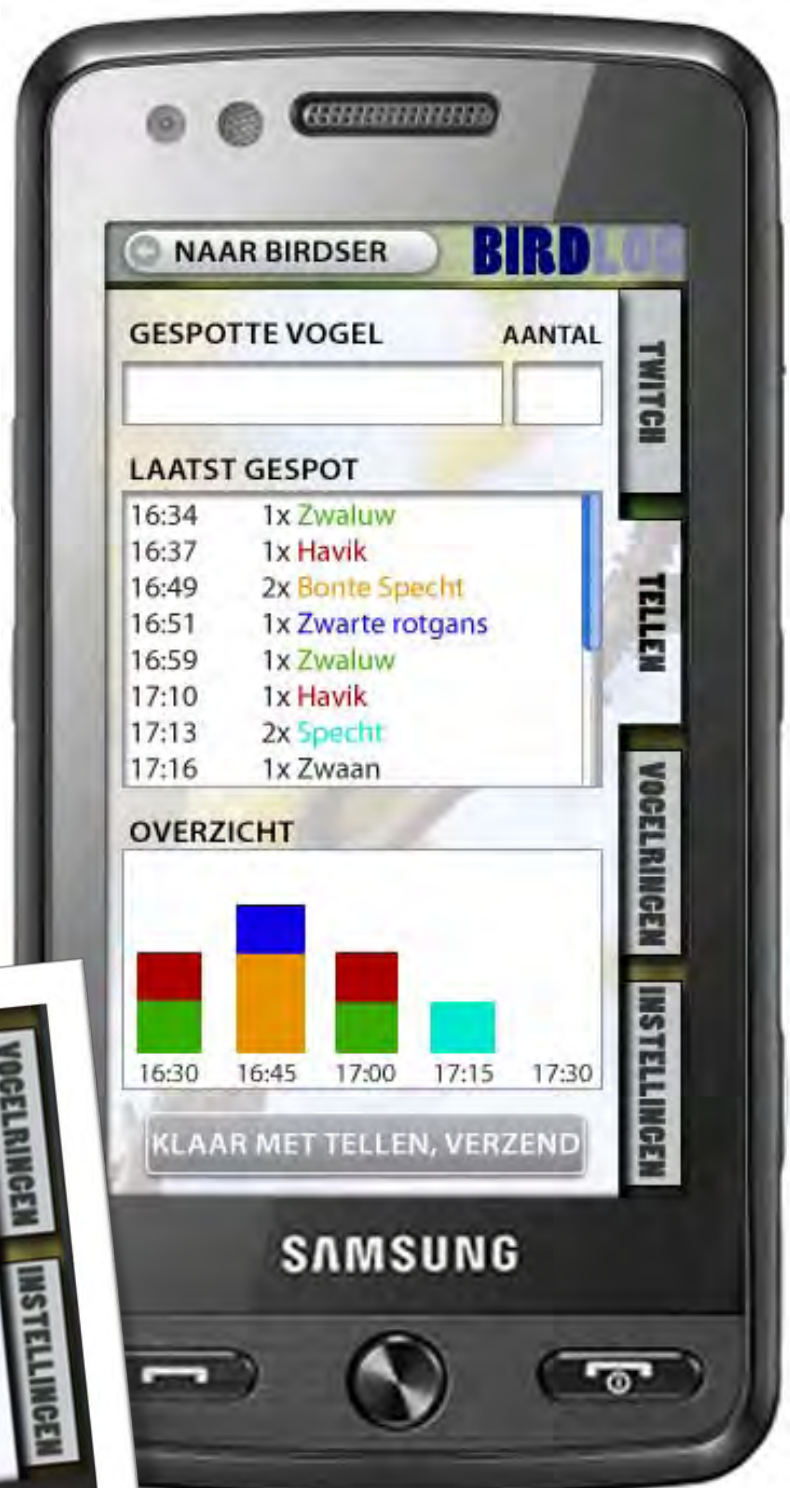 NAAR BIRDSER
BIRDLOG
GESPOTTE VOGEL AANTAL
LAATST GESPOT
16:34 1x Zwaluw
16:37 1x Havik
16:49 2x Bonte Specht
16:51 1x Zwarte rotgans
16:59 1x Zwaluw
17:10 1x Havik
17:13 2x Specht
17:16 1x Zwaan
OVERZICHT
16:30 16:45 17:00 17:15 17:30
KLAAR MET TELLEN, VERZEND
TWITCH
TELLEN
VOGELRINGEN
INSTELLINGEN
SAMSUNG
VOGELRINGEN
INSTELLINGEN